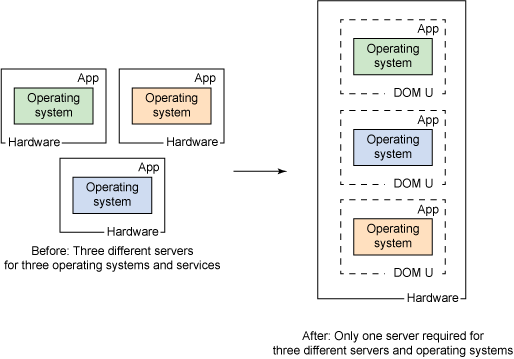 App
Operating
system
Hardware
App
Operating
system
Hardware
App
Operating
system
Hardware
Before: Three different servers
for three operating systems and services
App
Operating
system
DOM U
App
Operating
system
DOM U
App
Operating
system
DOM U
Hardware
After: Only one server required for
three different servers and operating systems